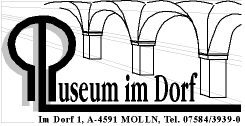 Museum im Dorf
Im Dorf 1, A-4591 MOLLN, Tel. 07584/3939-0